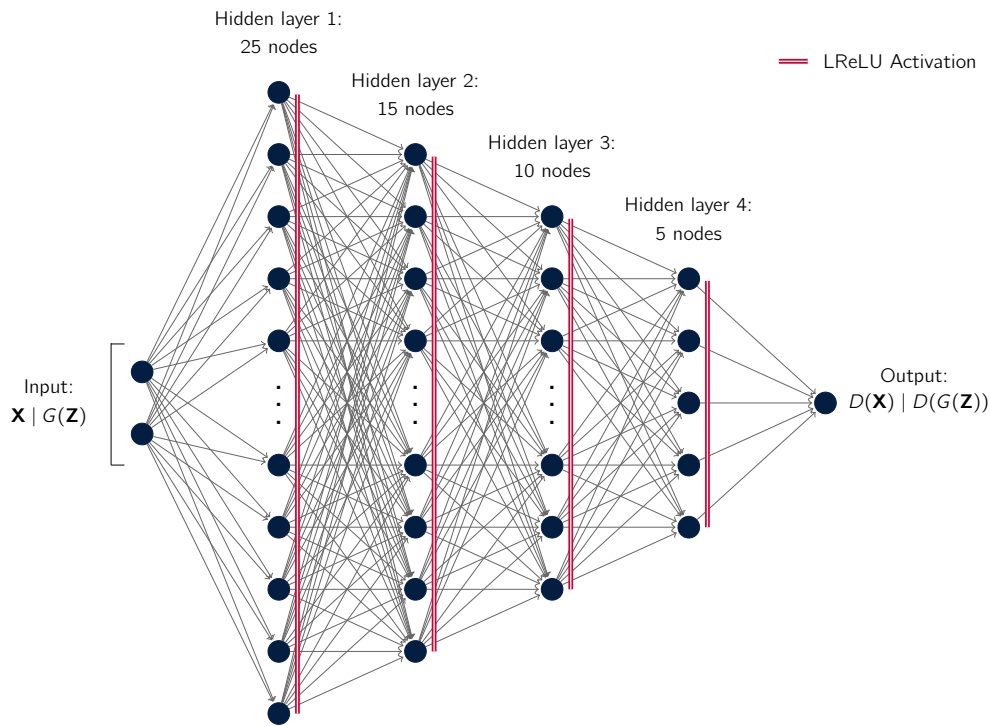 Hidden layer 1:
25 nodes
LReLU Activation
Hidden layer 2:
15 nodes
Hidden layer 3:
10 nodes
Hidden layer 4:
5 nodes
Input:
X | G(Z)
Output:
D(X) | D(G(Z))